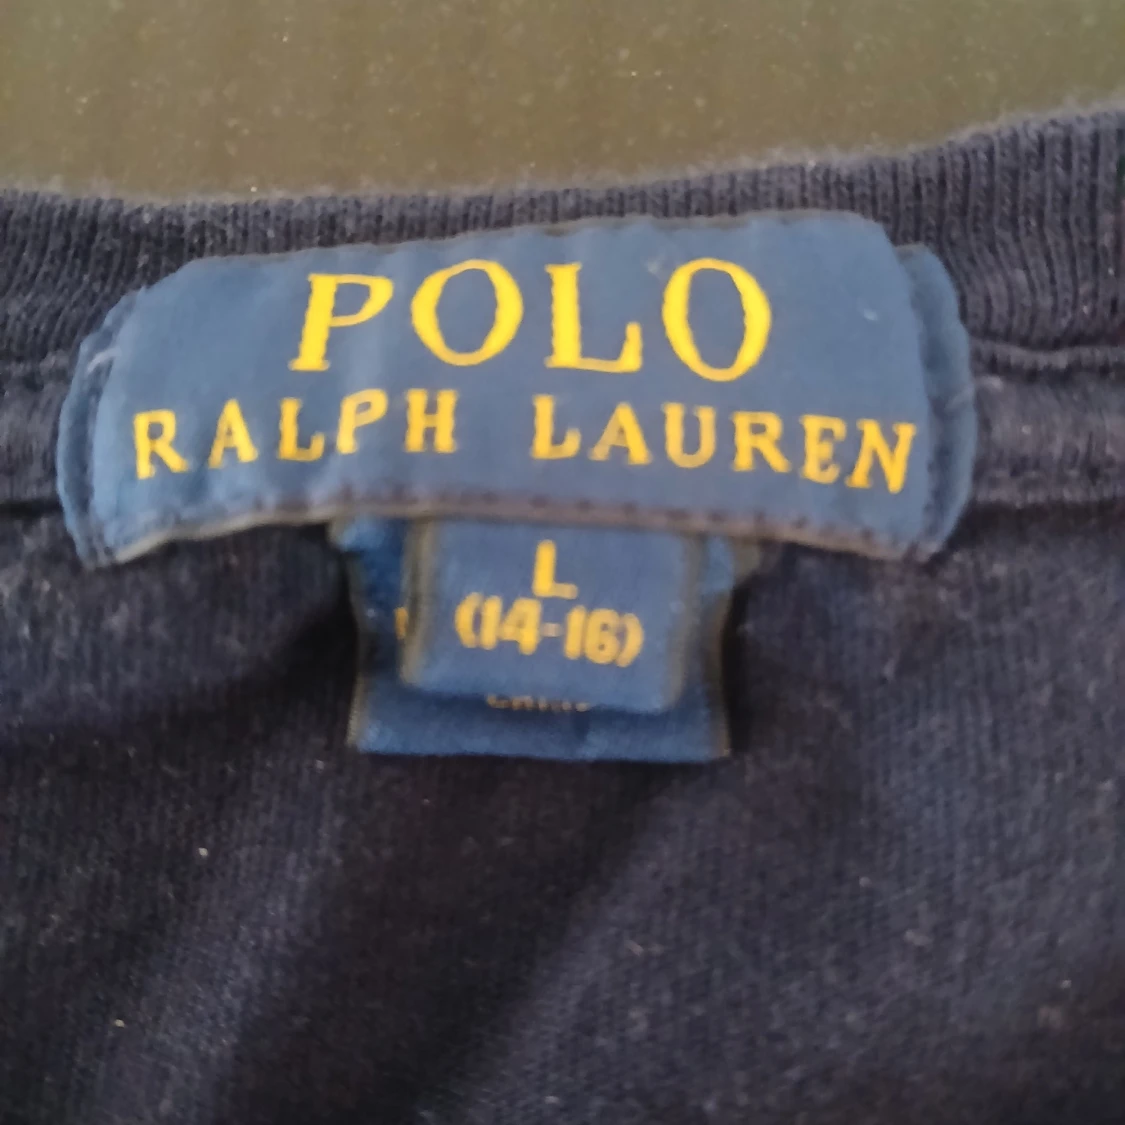 POLO
RALPH LAUREN
L
(14-16)